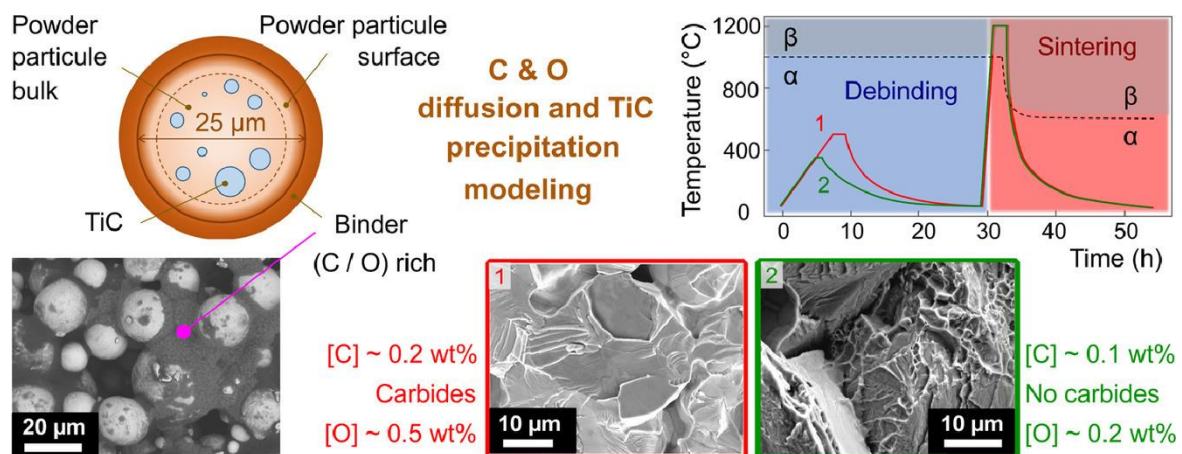 Powder
particule
bulk
Powder particule
surface
25 µm
TiC
Binder
(C / O) rich
C & O
diffusion and TiC
precipitation
modeling
Temperature (°C)
1200
800
400
0
β
α
Debinding
Sintering
β
α
1
2
0
10
20
30
40
50
Time (h)
20 µm
[C] ~ 0.2 wt%
Carbides
[O] ~ 0.5 wt%
1
10 µm
2
10 µm
[C] ~ 0.1 wt%
No carbides
[O] ~ 0.2 wt%